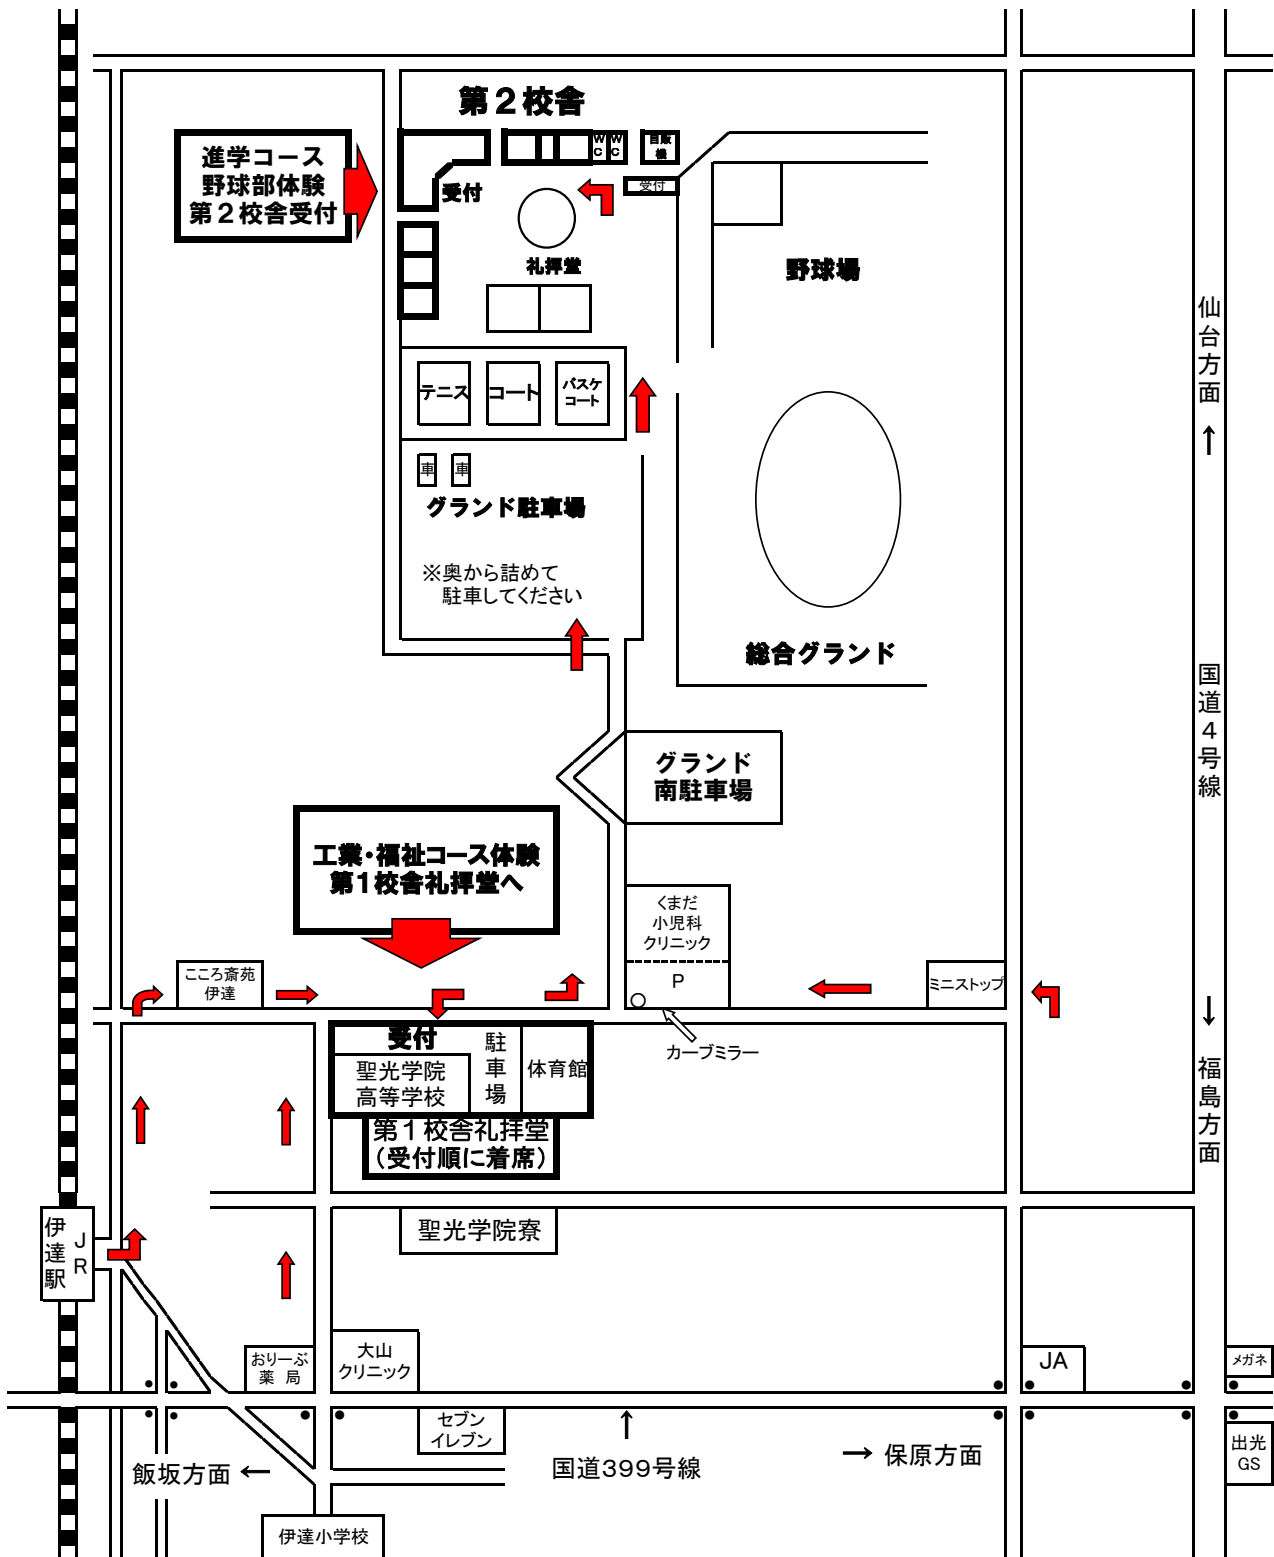 第２校舎
進学コース
野球部体験
第２校舎受付
WC
WC
自販
機
受付
受付
礼拝堂
野球場
仙台方面
↑
テニス
コート
バスケ
コート
車
車
グランド駐車場
※奥から詰めて
駐車してください
総合グランド
国道４号線
グランド
南駐車場
工業・福祉コース体験
第１校舎礼拝堂へ
くまだ
小児科
クリニック
P
こころ斎苑
伊達
ミニストップ
カーブミラー
↓
福島方面
受付
聖光学院
高等学校
駐車場
体育館
第１校舎礼拝堂
（受付順に着席）
聖光学院寮
JR
伊達駅
おりーぶ
薬 局
大山
クリニック
JA
メガネ
セブン
イレブン
↑
国道399号線
→ 保原方面
出光
GS
飯坂方面 ←
伊達小学校